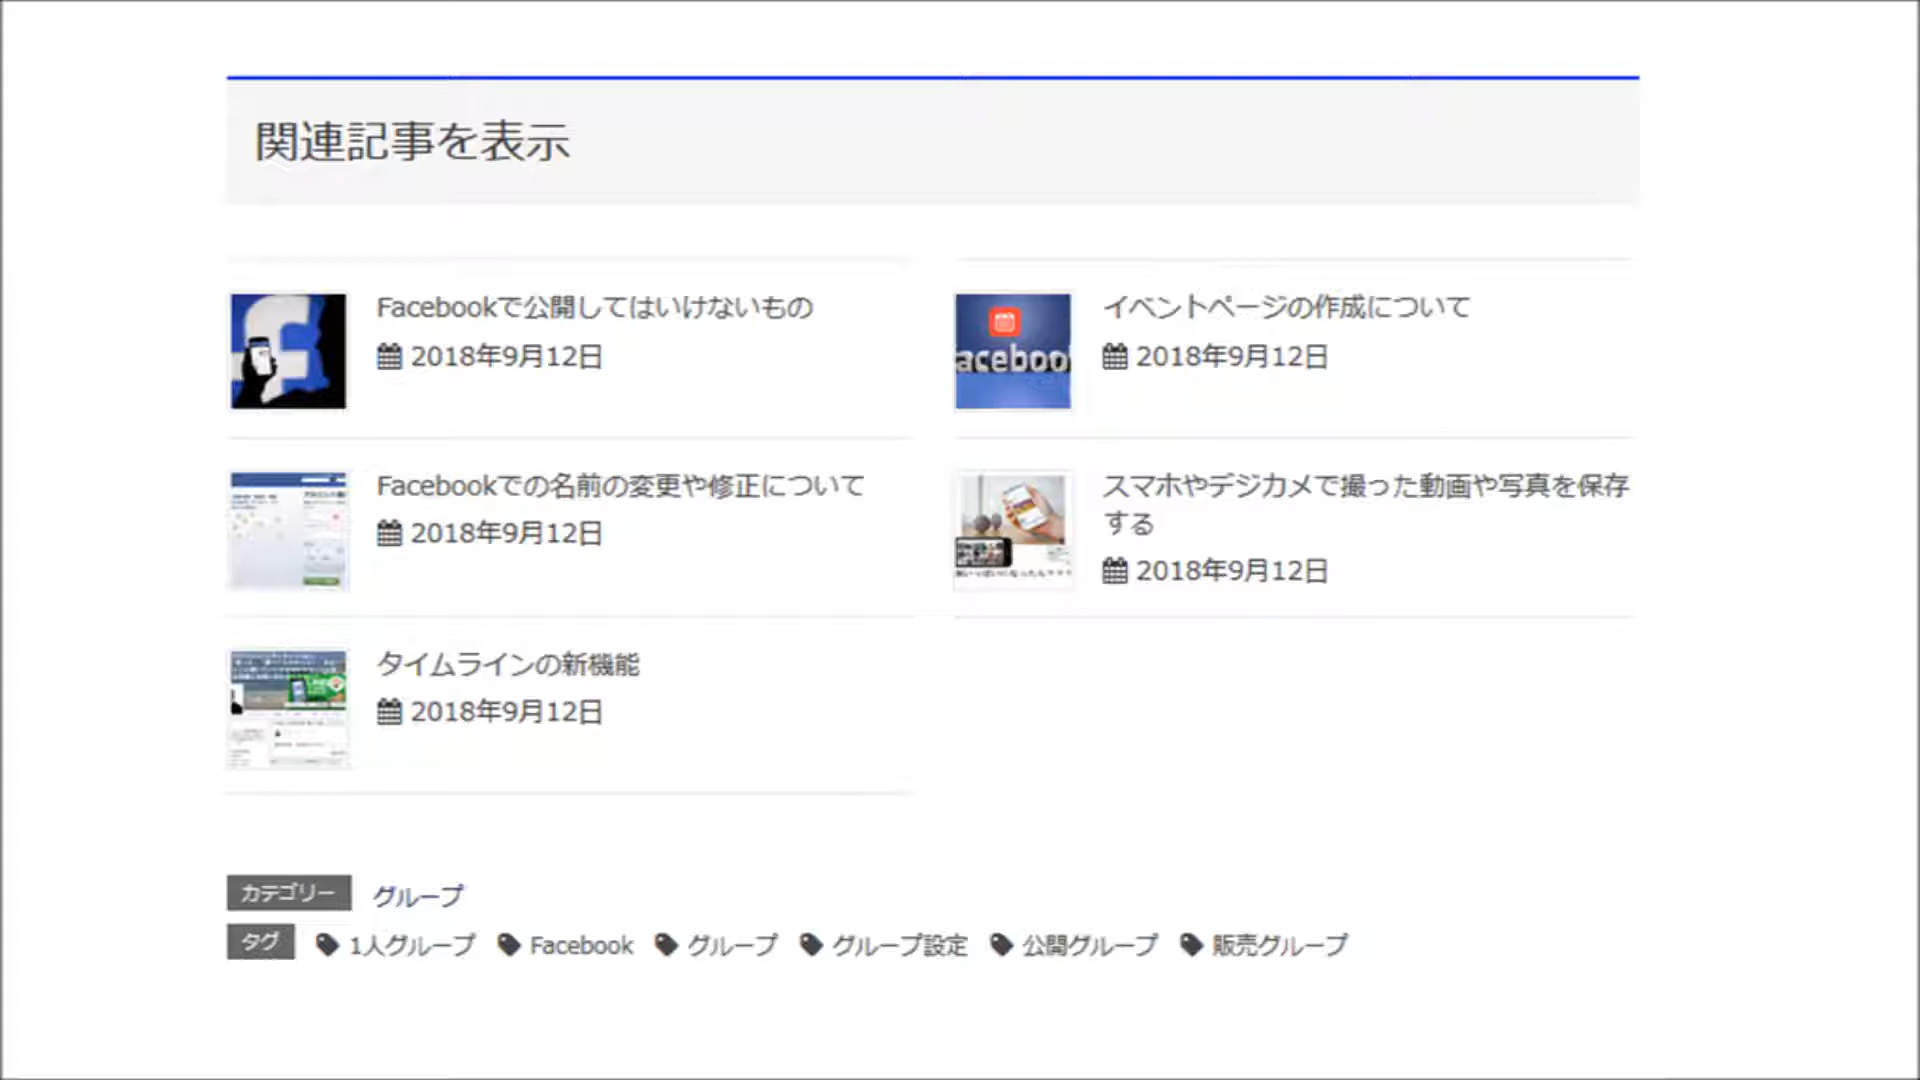 関連記事を表示
Facebookで公開してはいけないもの
2018年9月12日
aceboo
イベントページの作成について
2018年9月12日
Facebookでの名前の変更や修正について
2018年9月12日
スマホやデジカメで撮った動画や写真を保存
する
2018年9月12日
タイムラインの新機能
2018年9月12日
カテゴリー グループ
タグ 1人グループ Facebook グループ グループ設定 公開グループ 販売グループ